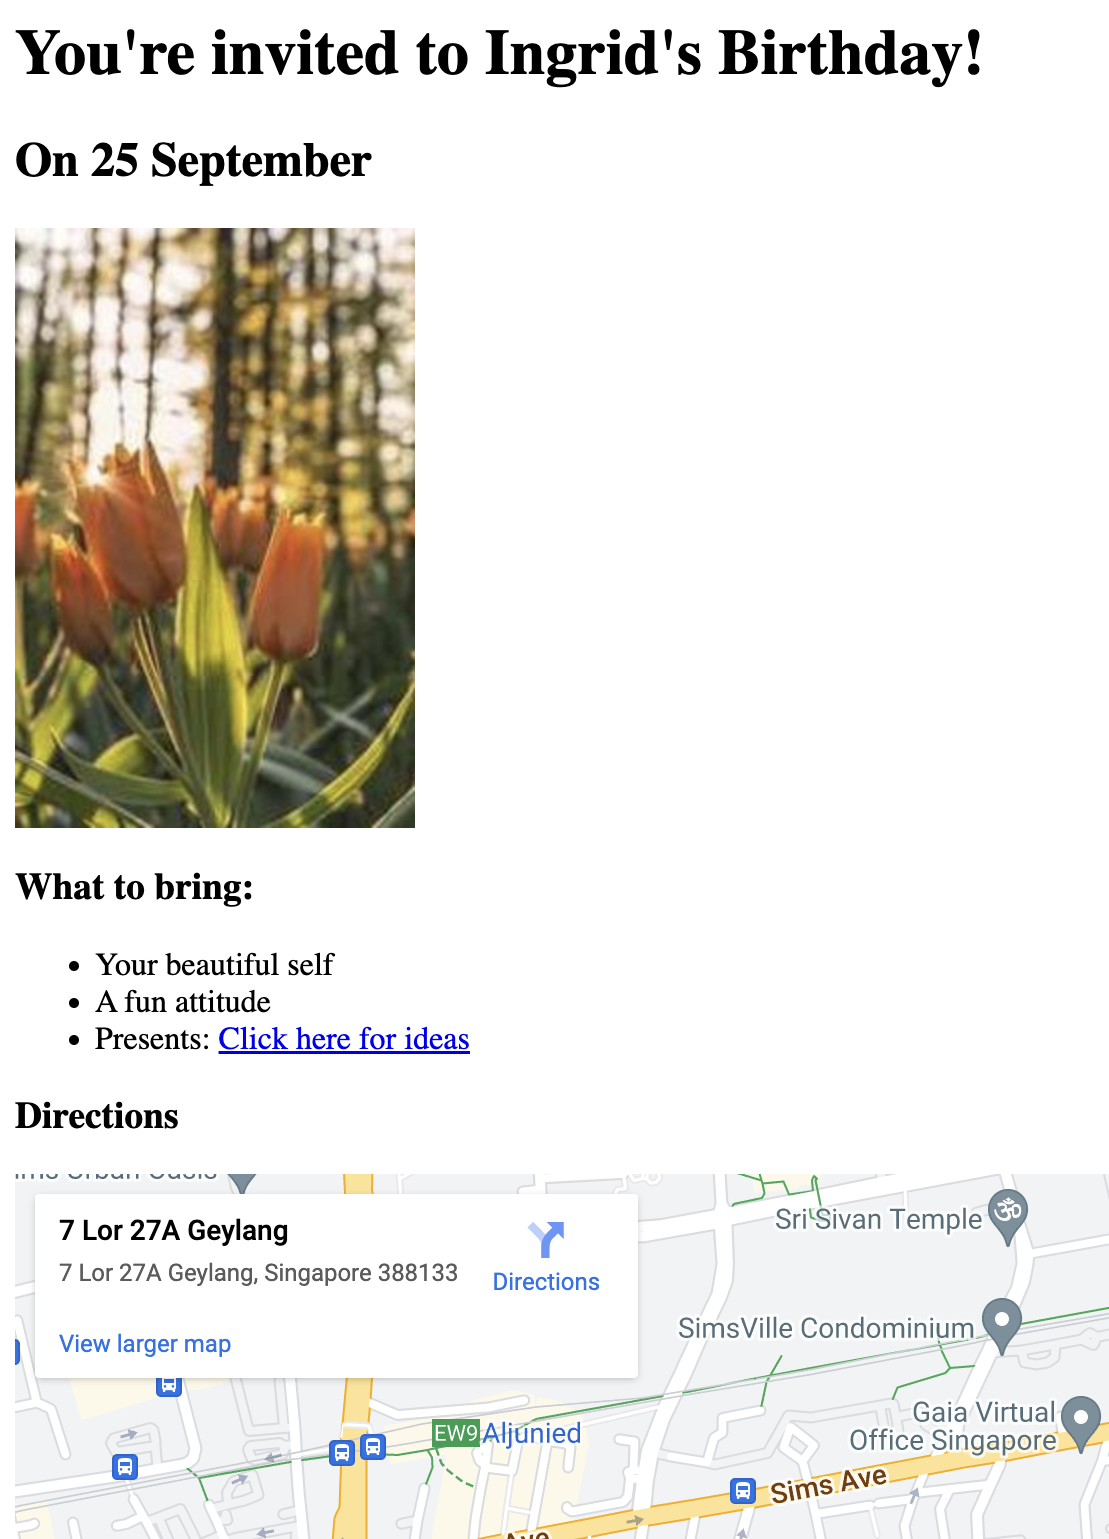 You're invited to Ingrid's Birthday!
On 25 September
What to bring:
Your beautiful self
A fun attitude
Presents: Click here for ideas
Directions
7 Lor 27A Geylang
7 Lor 27A Geylang, Singapore 388133
Directions
View larger map
Sri Sivan Temple
SimsVille Condominium
Gaia Virtual
Office Singapore
EW9 Aljunied
Sims Ave
Ave